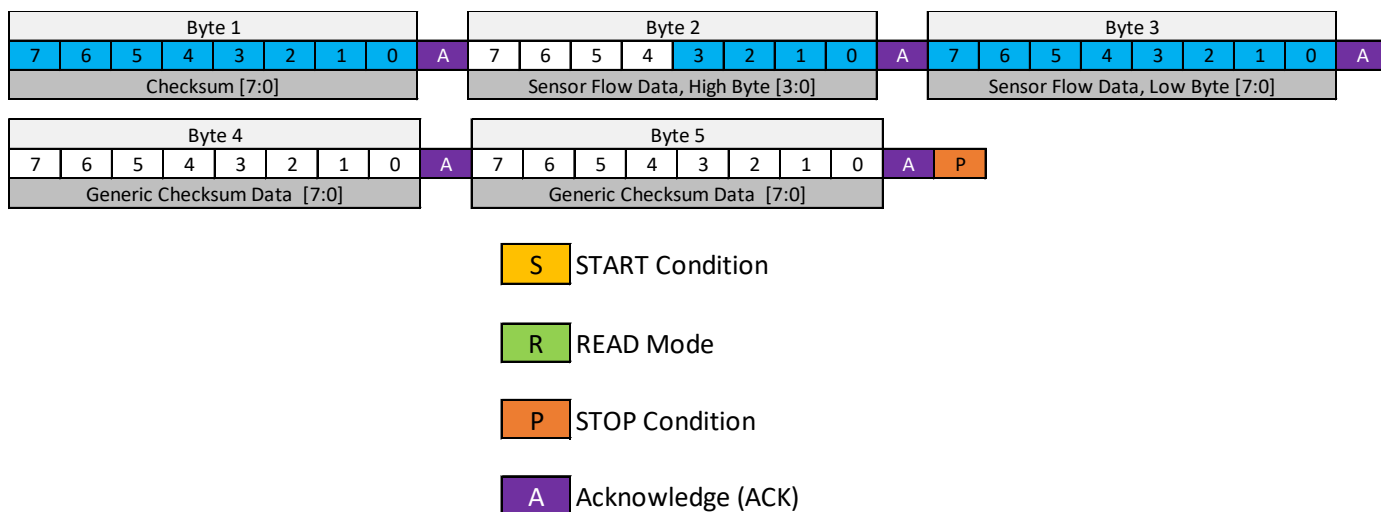 Byte 1 Byte 2 Byte 3
7 6 5 4 3 2 1 0 A 7 6 5 4 3 2 1 0 A 7 6 5 4 3 2 1 0 A
Checksum [7:0] Sensor Flow Data, High Byte [3:0] Sensor Flow Data, Low Byte [7:0]
Byte 4 Byte 5
7 6 5 4 3 2 1 0 A 7 6 5 4 3 2 1 0 A P
Generic Checksum Data [7:0] Generic Checksum Data [7:0]
S START Condition
R READ Mode
P STOP Condition
A Acknowledge (ACK)